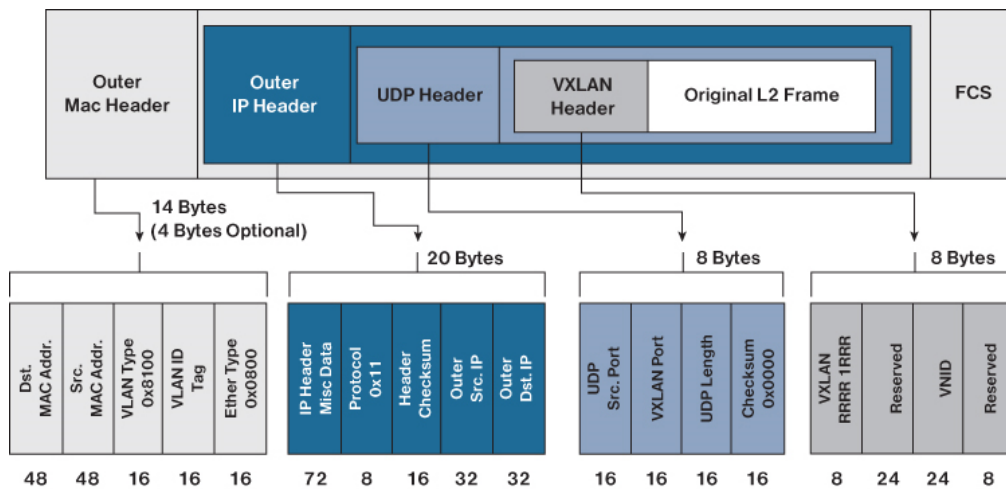 Outer
Mac Header
Outer
IP Header
UDP Header
VXLAN
Header
Original L2 Frame
FCS
14 Bytes
(4 Bytes Optional)
20 Bytes
8 Bytes
8 Bytes
Dst.
MAC Addr.
Src.
MAC Addr.
VLAN Type
0x8100
VLAN ID
Tag
Ether Type
0x0800
IP Header
Misc Data
Protocol
0x11
Header
Checksum
Outer
Src. IP
Outer
Dst. IP
UDP
Src. Port
VXLAN Port
UDP Length
Checksum
0x0000
VXLAN
RRRR 1RRR
Reserved
VNID
Reserved
48 48 16 16 16 72 8 16 32 32 16 16 16 16 8 24 24 8